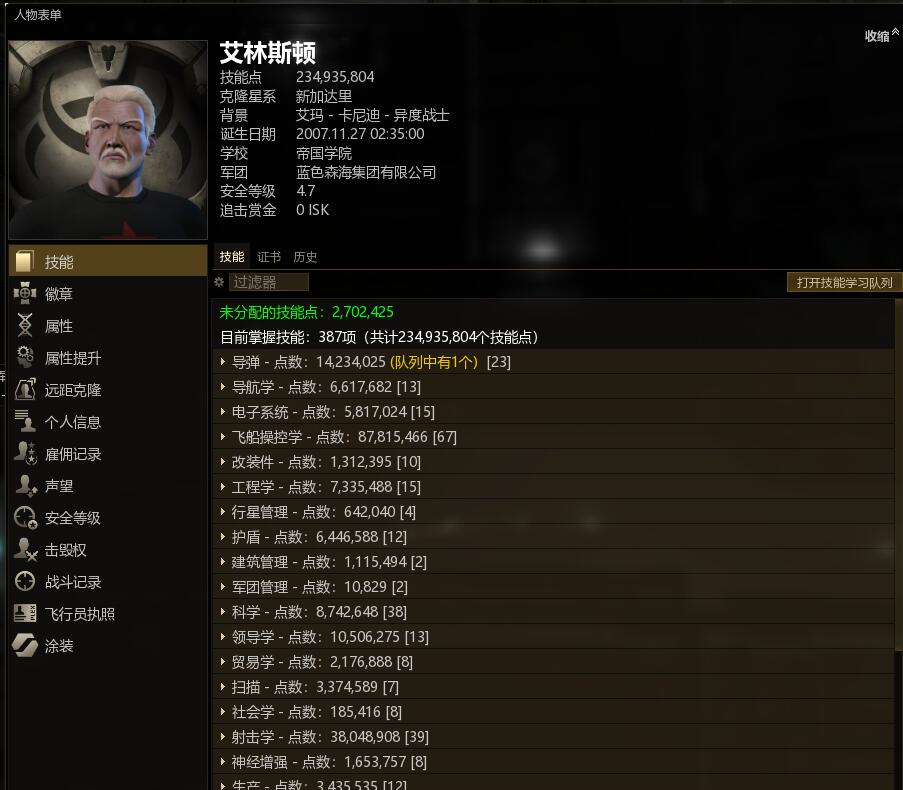 人物表单
收缩
艾林斯顿
技能点 234,935,804
克隆星系 新加达里
背景 艾玛 - 卡尼迪 - 异度战士
诞生日期 2007.11.27 02:35:00
学校 帝国学院
军团 蓝色森海集团有限公司
安全等级 4.7
追击赏金 0 ISK
技能 证书 历史
过滤器 打开技能学习队列
技能
徽章
属性
属性提升
远距克隆
个人信息
雇佣记录
声望
安全等级
击毁权
战斗记录
飞行员执照
涂装
未分配的技能点：2,702,425
目前掌握技能：387项（共计234,935,804个技能点）
导弹 - 点数：14,234,025 (队列中有1个) [23]
导航学 - 点数：6,617,682 [13]
电子系统 - 点数：5,817,024 [15]
飞船操控学 - 点数：87,815,466 [67]
改装件 - 点数：1,312,395 [10]
工程学 - 点数：7,335,488 [15]
行星管理 - 点数：642,040 [4]
护盾 - 点数：6,446,588 [12]
建筑管理 - 点数：1,115,494 [2]
军团管理 - 点数：10,829 [2]
科学 - 点数：8,742,648 [38]
领导学 - 点数：10,506,275 [13]
贸易学 - 点数：2,176,888 [8]
扫描 - 点数：3,374,589 [7]
社会学 - 点数：185,416 [8]
射击学 - 点数：38,048,908 [39]
神经增强 - 点数：1,653,757 [8]
生产 - 点数：3,435,535 [12]